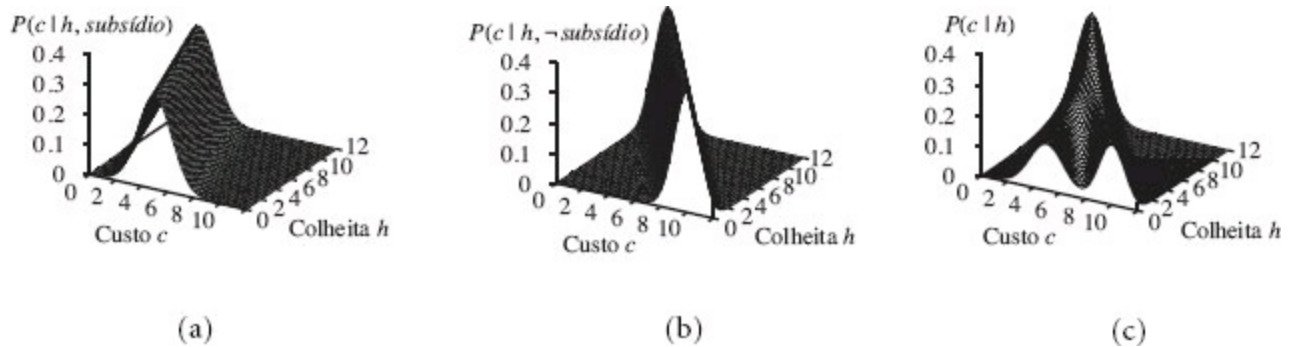 P(c | h, subsídio)
0.4
0.3
0.2
0.1
0
0 2 4 6 8 10
Custo c
0 2 4 6 8 10 12
Colheita h
(a)
P(c | h, ¬ subsídio)
0.4
0.3
0.2
0.1
0
0 2 4 6 8 10
Custo c
0 2 4 6 8 10 12
Colheita h
(b)
P(c | h)
0.4
0.3
0.2
0.1
0
0 2 4 6 8 10
Custo c
0 2 4 6 8 10 12
Colheita h
(c)